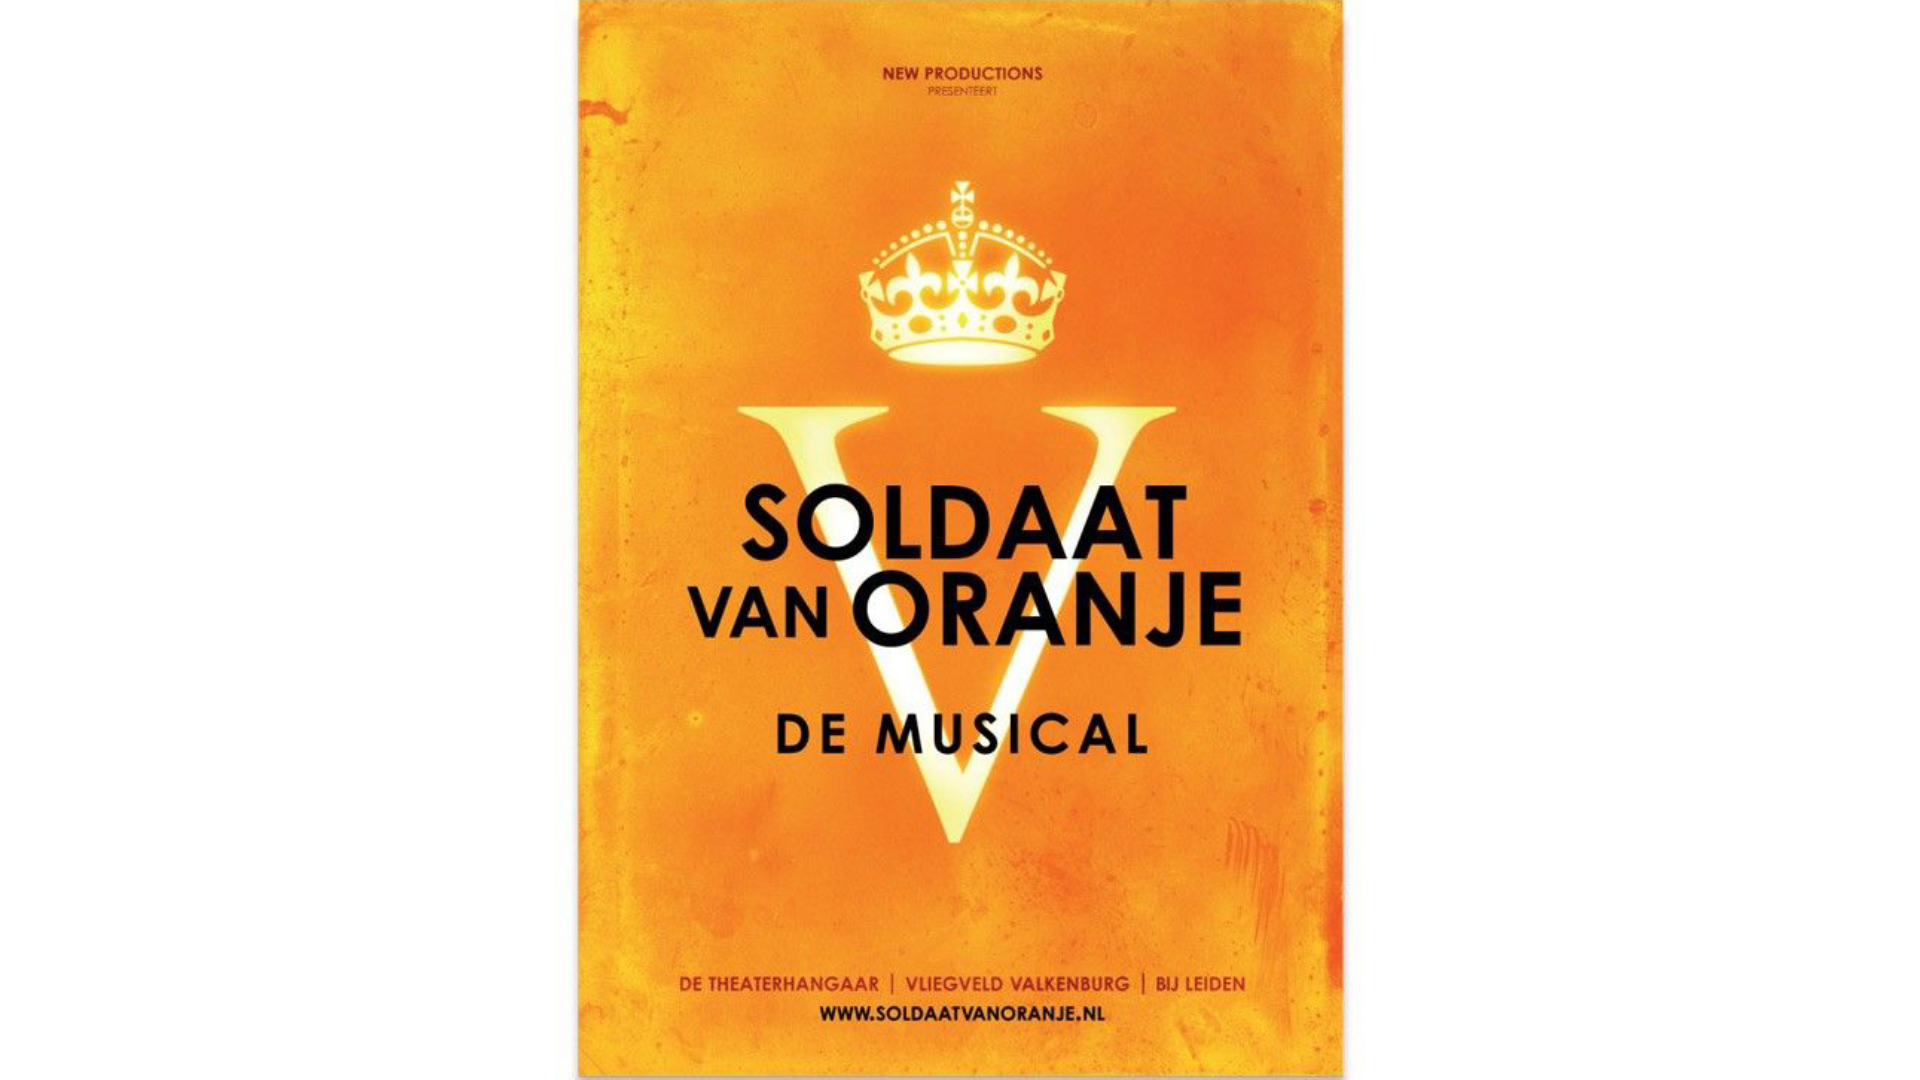 NEW PRODUCTIONS
PRESENTEERT
V
SOLDAAT
VAN ORANJE
DE MUSICAL
DE THEATERHANGAAR | VLIEGVELD VALKENBURG | BIJ LEIDEN
WWW.SOLDAATVANORANJE.NL